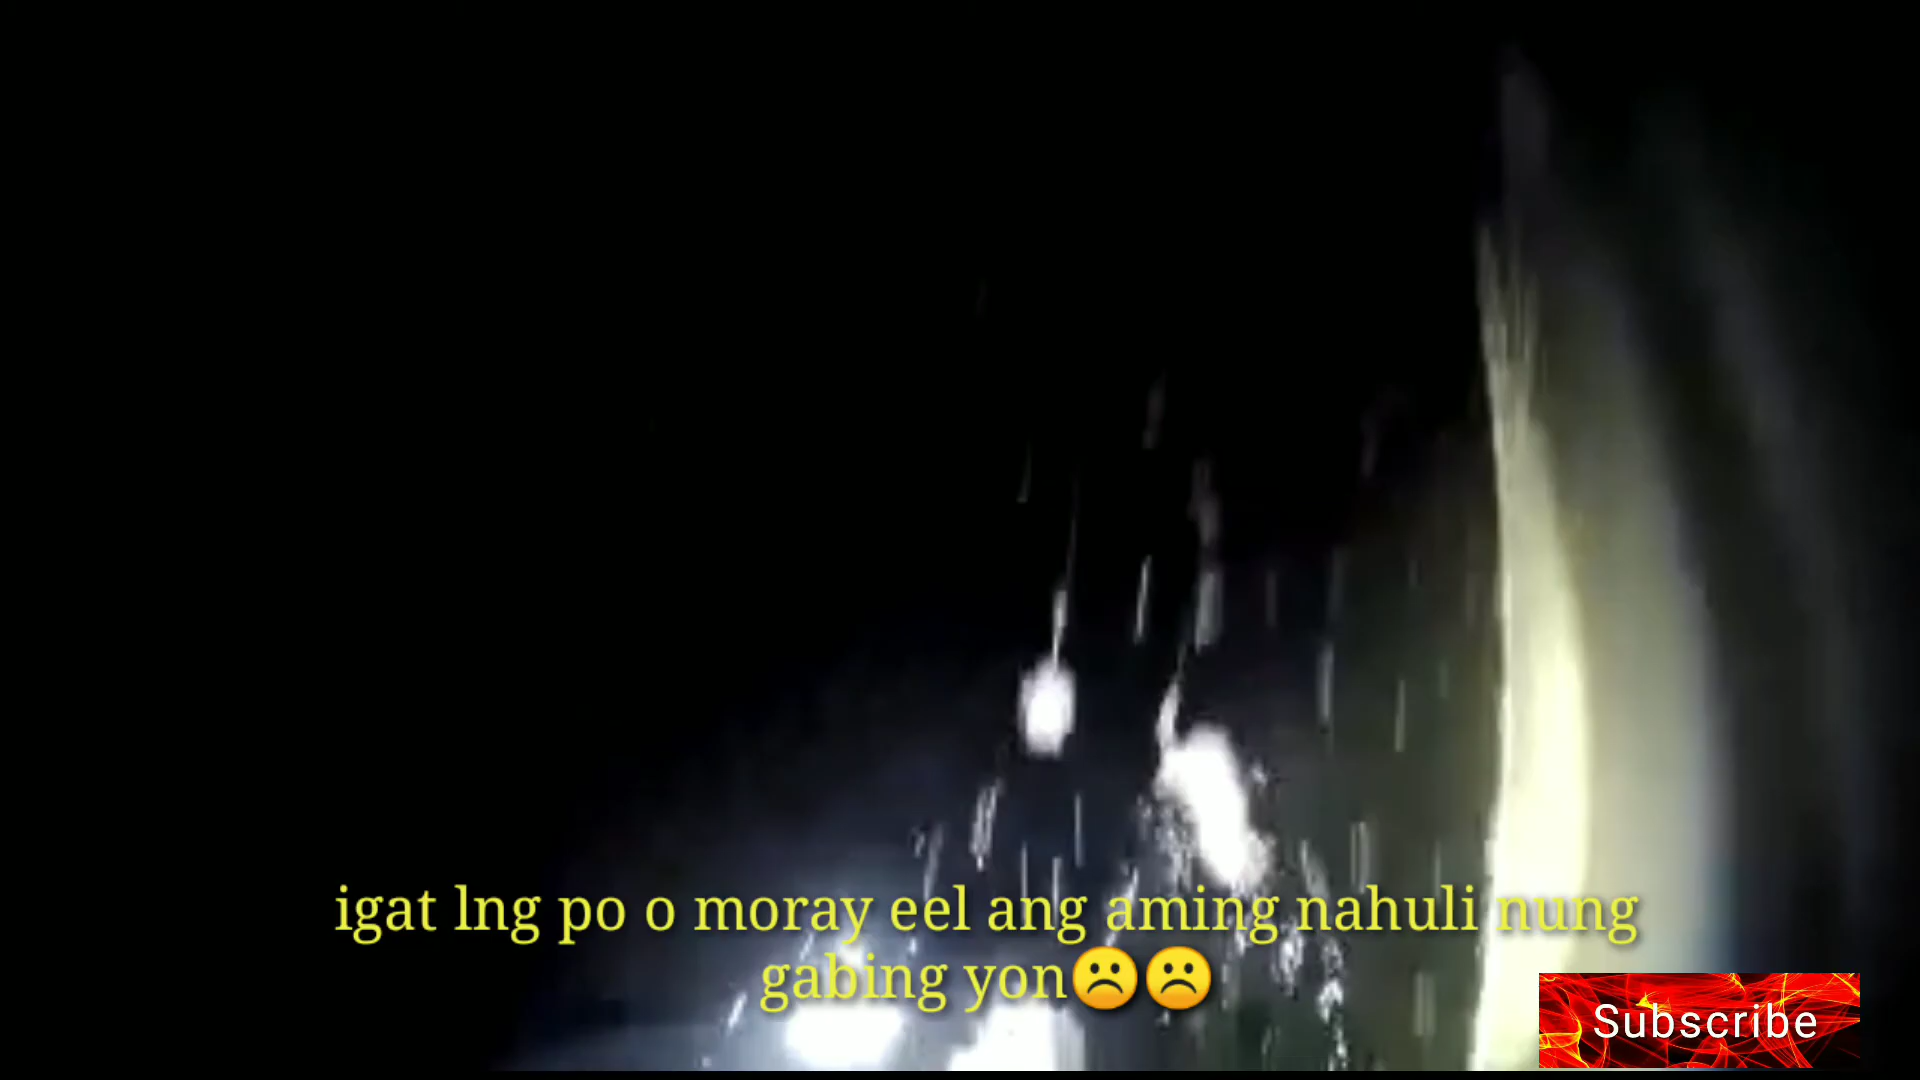 igat lng po o moray eel ang aming nahuli nung
gabing yon☹️☹️
Subscribe